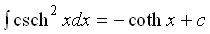 ∫csch² xdx = − coth x + c